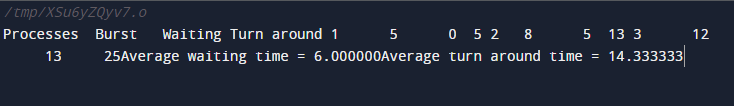 /tmp/XSu6yZQyv7.o
Processes  Burst   Waiting Turn around 1      5      0  5 2   8      5  13 3      12
     13     25Average waiting time = 6.000000Average turn around time = 14.333333